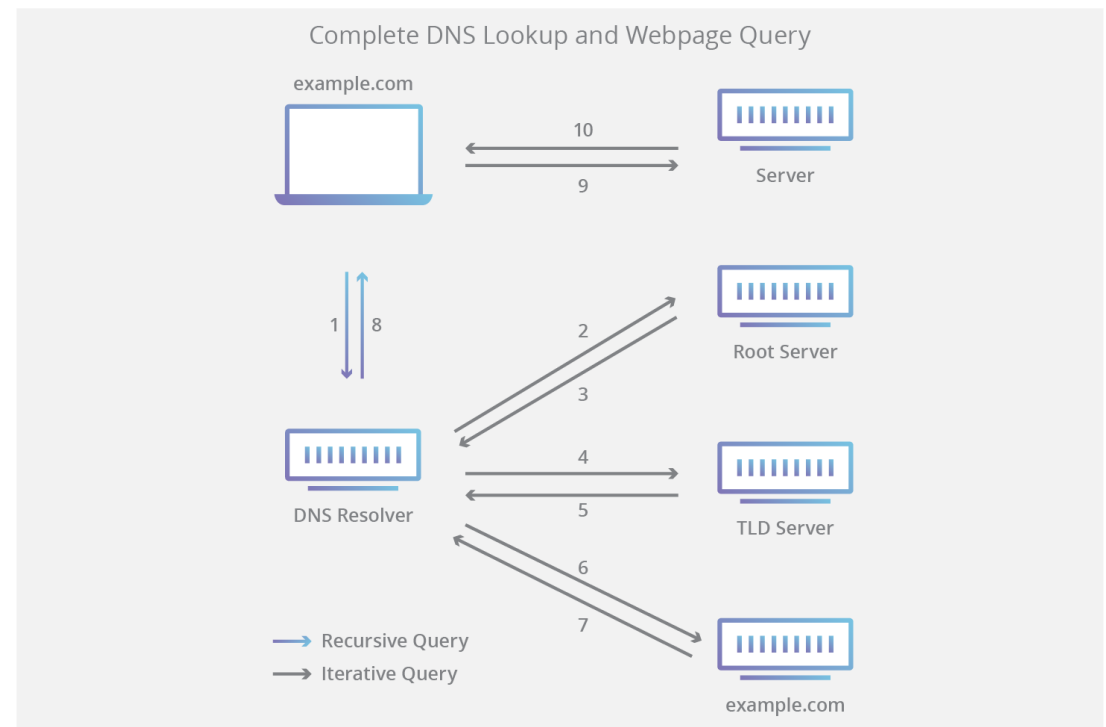 Complete DNS Lookup and Webpage Query
example.com
10
9
Server
1
8
2
3
Root Server
DNS Resolver
4
5
TLD Server
6
7
example.com
Recursive Query
Iterative Query